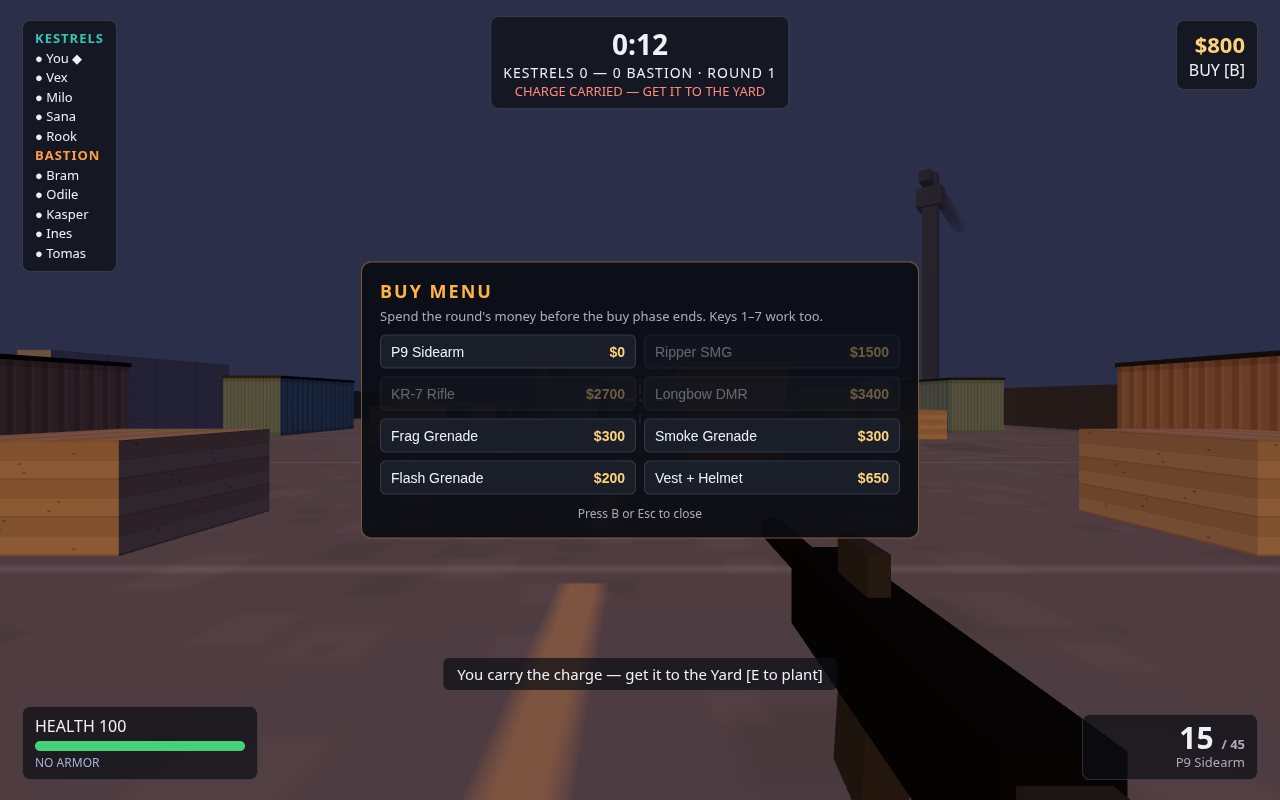 KESTRELS
● You ◆
● Vex
● Milo
● Sana
● Rook
BASTION
● Bram
● Odile
● Kasper
● Ines
● Tomas
0:12
KESTRELS 0 — 0 BASTION · ROUND 1
CHARGE CARRIED — GET IT TO THE YARD
$800
BUY [B]
BUY MENU
Spend the round's money before the buy phase ends. Keys 1–7 work too.
P9 Sidearm $0
Ripper SMG $1500
KR-7 Rifle $2700
Longbow DMR $3400
Frag Grenade $300
Smoke Grenade $300
Flash Grenade $200
Vest + Helmet $650
Press B or Esc to close
You carry the charge — get it to the Yard [E to plant]
HEALTH 100
NO ARMOR
15 / 45
P9 Sidearm